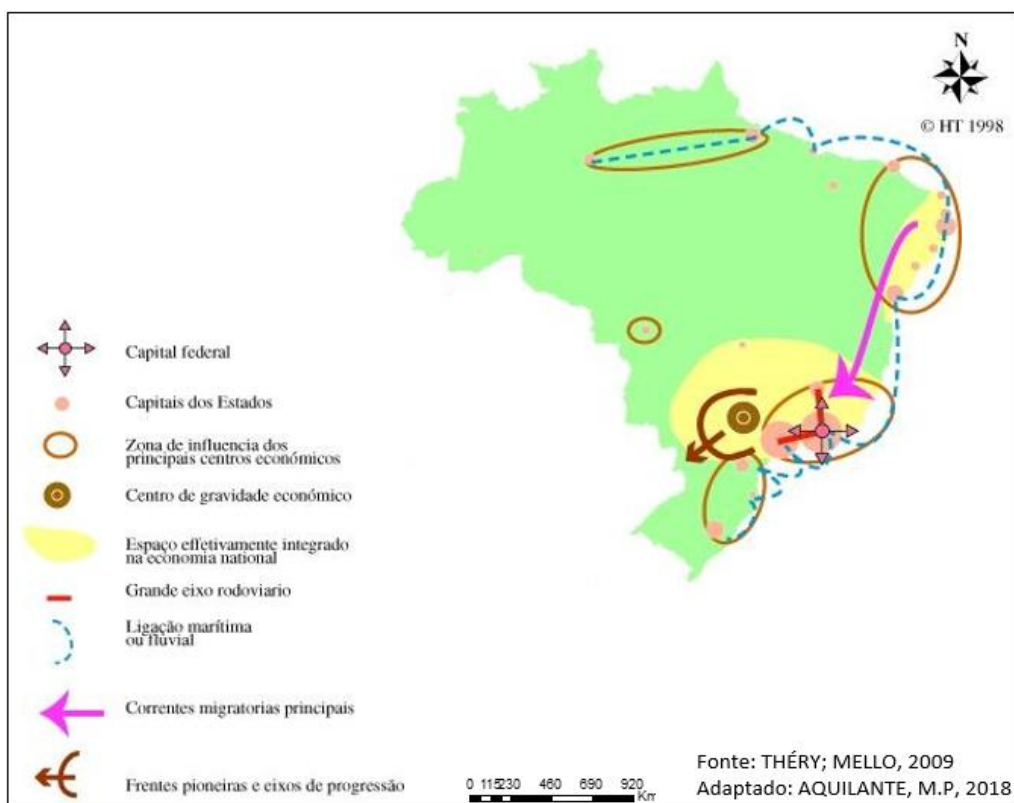 N
© HT 1998
Capital federal
Capitais dos Estados
Zona de influencia dos
principais centros económicos
Centro de gravidade económico
Espaço effetivamente integrado
na economia national
Grande eixo rodoviario
Ligação marítima
ou flùvial
Correntes migratorias principais
Frentes pioneiras e eixos de progressão
0 115230 460 690 920
Km
Fonte: THÉRY; MELLO, 2009
Adaptado: AQUILANTE, M.P, 2018